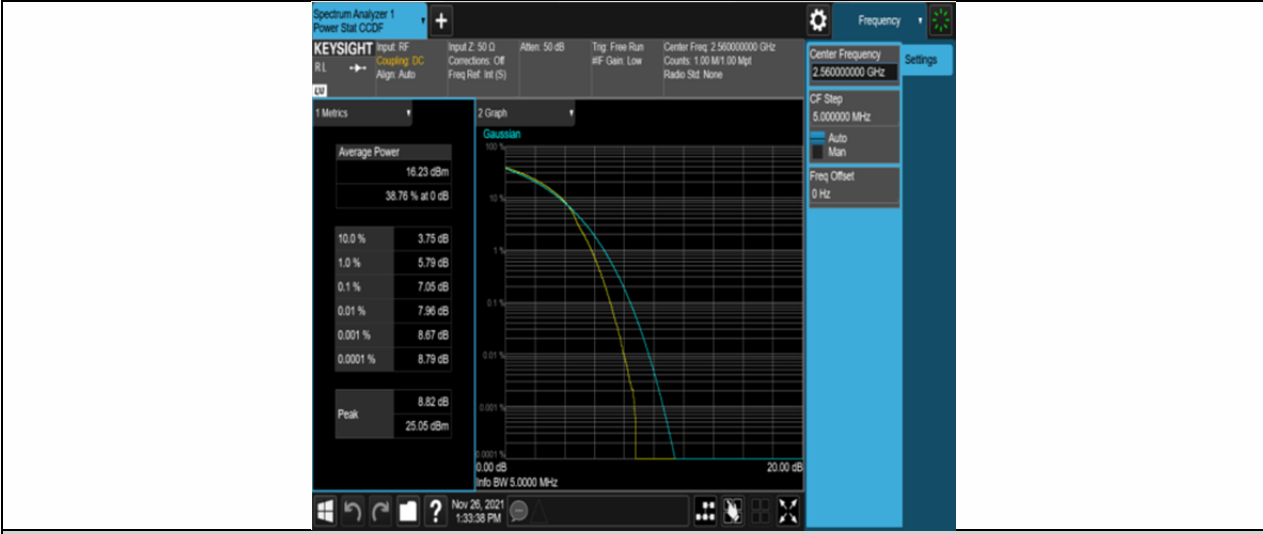 Spectrum Analyzer 1
Power Stat CCDF
+
Frequency
KEYSIGHT
RL
LXI
Input: RF
Coupling: DC
Align: Auto
Input Z: 50 Ω
Corrections: Off
Freq Ref: Int (S)
Atten: 50 dB
Trig: Free Run
#IF Gain: Low
Center Freq: 2.560000000 GHz
Counts: 1.00 M/1.00 Mpt
Radio Std: None
Center Frequency
2.560000000 GHz
Settings
CF Step
5.000000 MHz
Auto
Man
Freq Offset
0 Hz
1 Metrics
Average Power
16.23 dBm
38.76 % at 0 dB
10.0 % 3.75 dB
1.0 % 5.79 dB
0.1 % 7.05 dB
0.01 % 7.96 dB
0.001 % 8.67 dB
0.0001 % 8.79 dB
Peak
8.82 dB
25.05 dBm
2 Graph
Gaussian
100 %
10 %
1 %
0.1 %
0.01 %
0.001 %
0.0001 %
0.00 dB 20.00 dB
Info BW 5.0000 MHz
?
Nov 26, 2021
1:33:38 PM